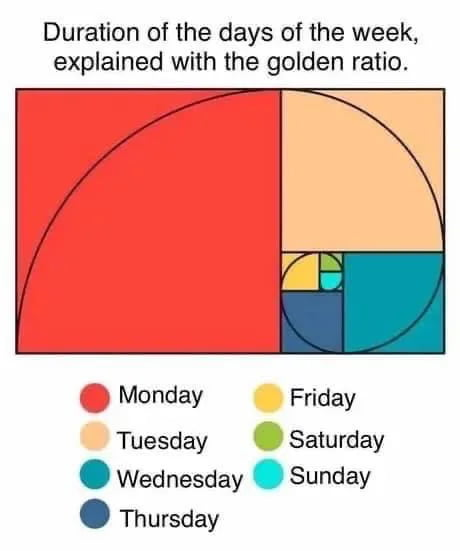 Duration of the days of the week,
explained with the golden ratio.
Monday
Tuesday
Wednesday
Thursday
Friday
Saturday
Sunday